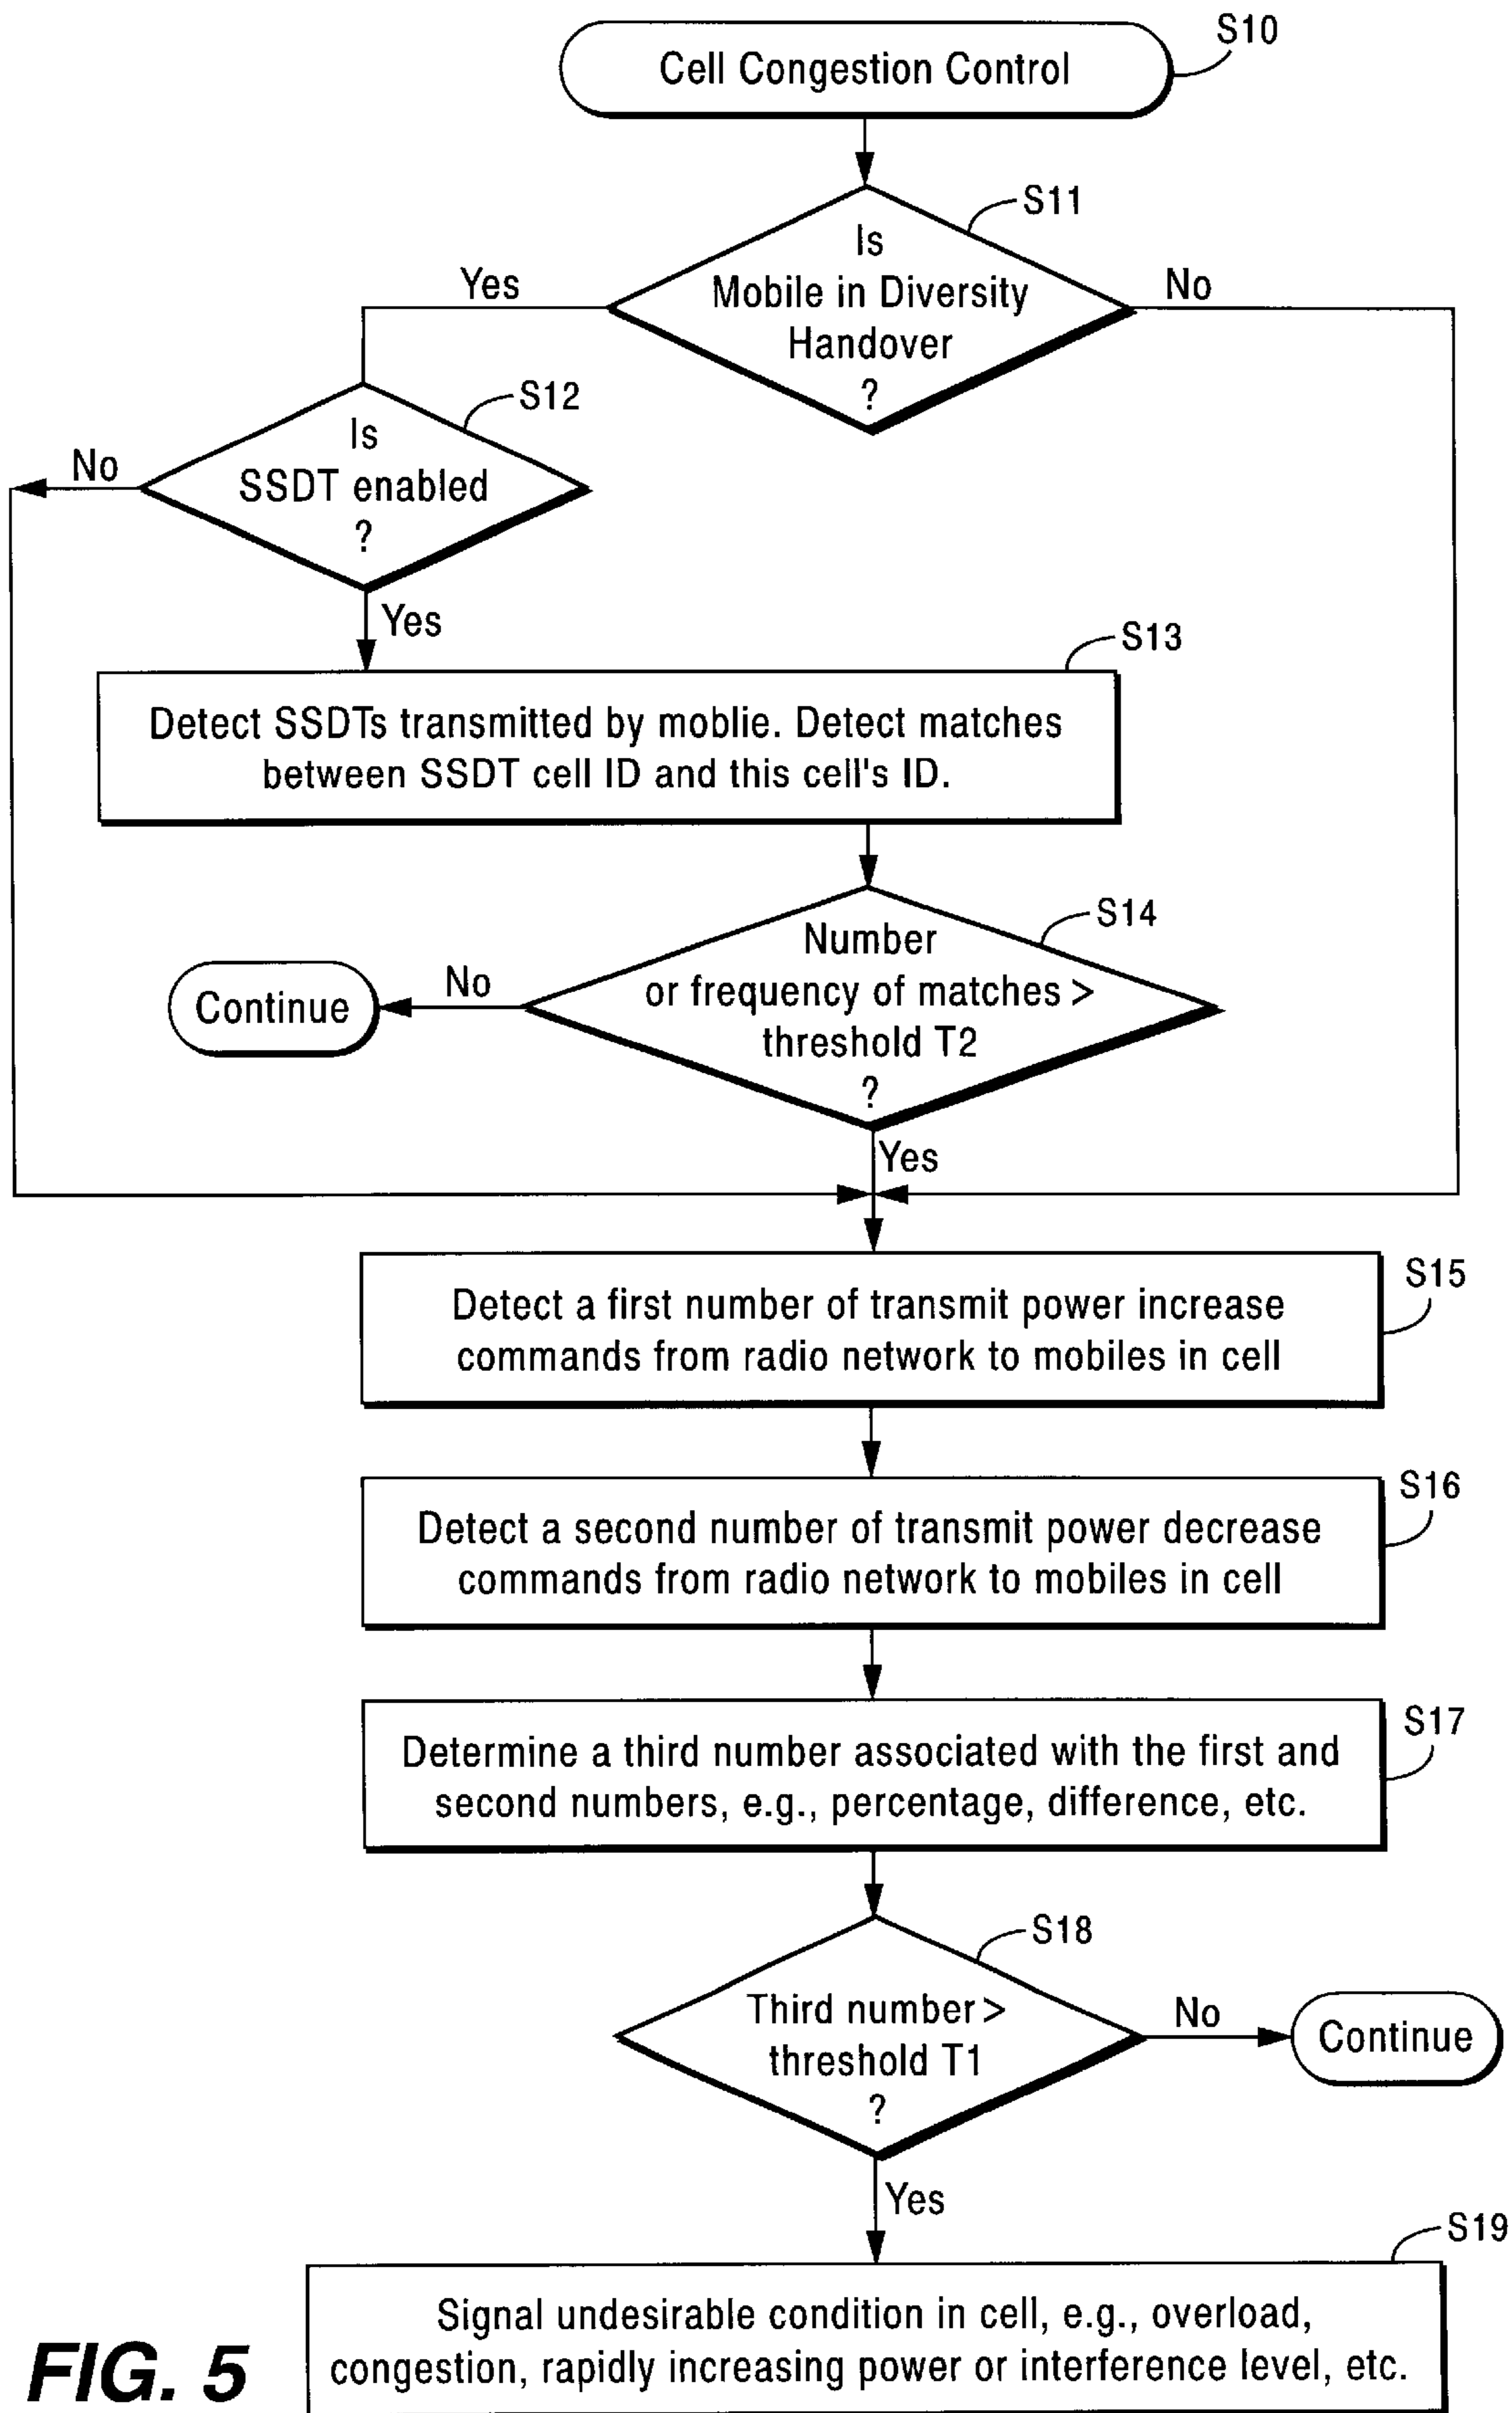 Cell Congestion Control
S10
S11
Is
Mobile in Diversity
Handover
?
Yes
No
S12
Is
SSDT enabled
?
No
Yes
S13
Detect SSDTs transmitted by moblie. Detect matches
between SSDT cell ID and this cell's ID.
S14
Number
or frequency of matches >
threshold T2
?
No
Continue
Yes
S15
Detect a first number of transmit power increase
commands from radio network to mobiles in cell
S16
Detect a second number of transmit power decrease
commands from radio network to mobiles in cell
S17
Determine a third number associated with the first and
second numbers, e.g., percentage, difference, etc.
S18
Third number >
threshold T1
?
No
Continue
Yes
S19
Signal undesirable condition in cell, e.g., overload,
congestion, rapidly increasing power or interference level, etc.
FIG. 5